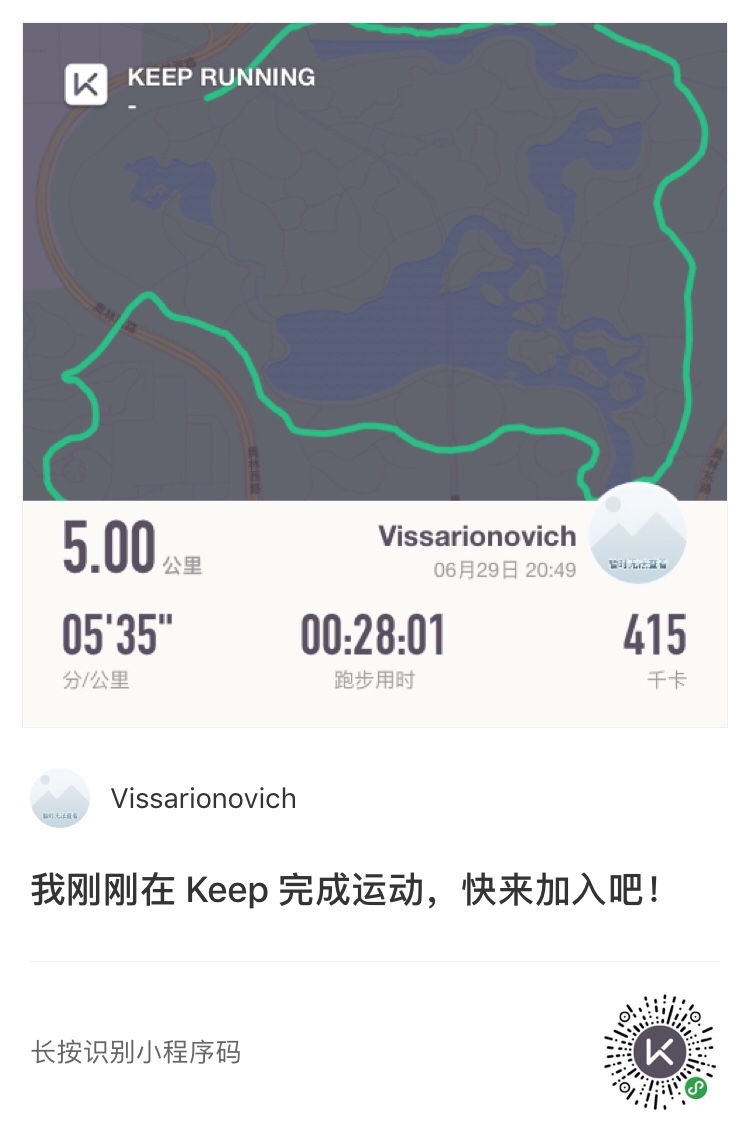 KEEP RUNNING
-
5.00 公里
Vissarionovich
06月29日 20:49
暂时无法查看
05'35" 00:28:01 415
分/公里 跑步用时 千卡
Vissarionovich
暂时无法查看
我刚刚在 Keep 完成运动，快来加入吧！
长按识别小程序码